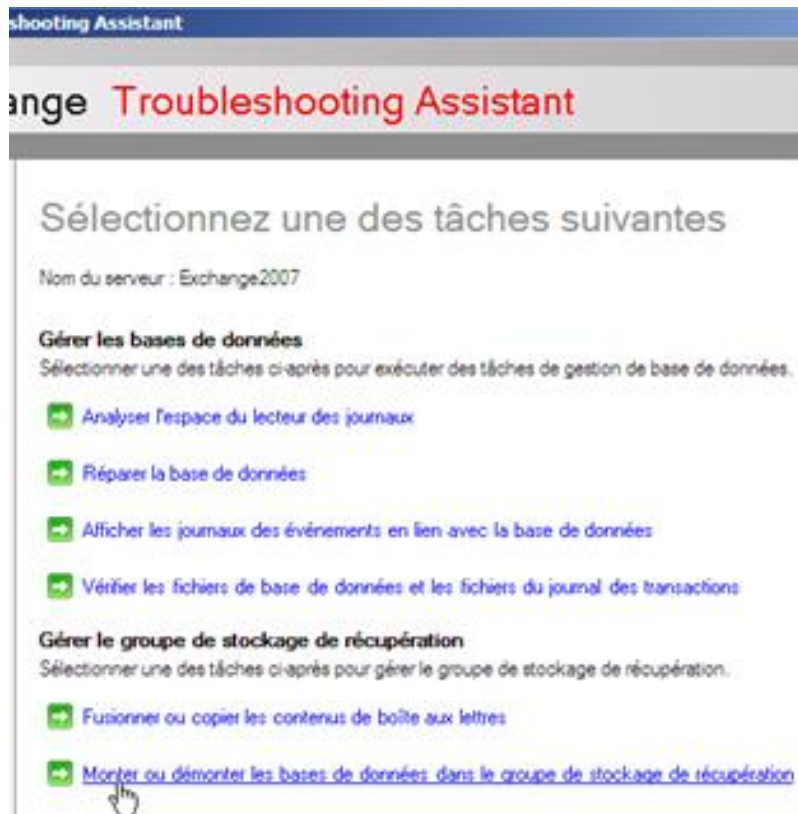 shooting Assistant
ange Troubleshooting Assistant
Sélectionnez une des tâches suivantes
Nom du serveur : Exchange2007
Gérer les bases de données
Sélectionner une des tâches ci-après pour exécuter des tâches de gestion de base de données.
Analyser l'espace du lecteur des journaux
Réparer la base de données
Afficher les journaux des événements en lien avec la base de données
Vérifier les fichiers de base de données et les fichiers du journal des transactions
Gérer le groupe de stockage de récupération
Sélectionner une des tâches ci-après pour gérer le groupe de stockage de récupération.
Fusionner ou copier les contenus de boîte aux lettres
Monter ou démonter les bases de données dans le groupe de stockage de récupération